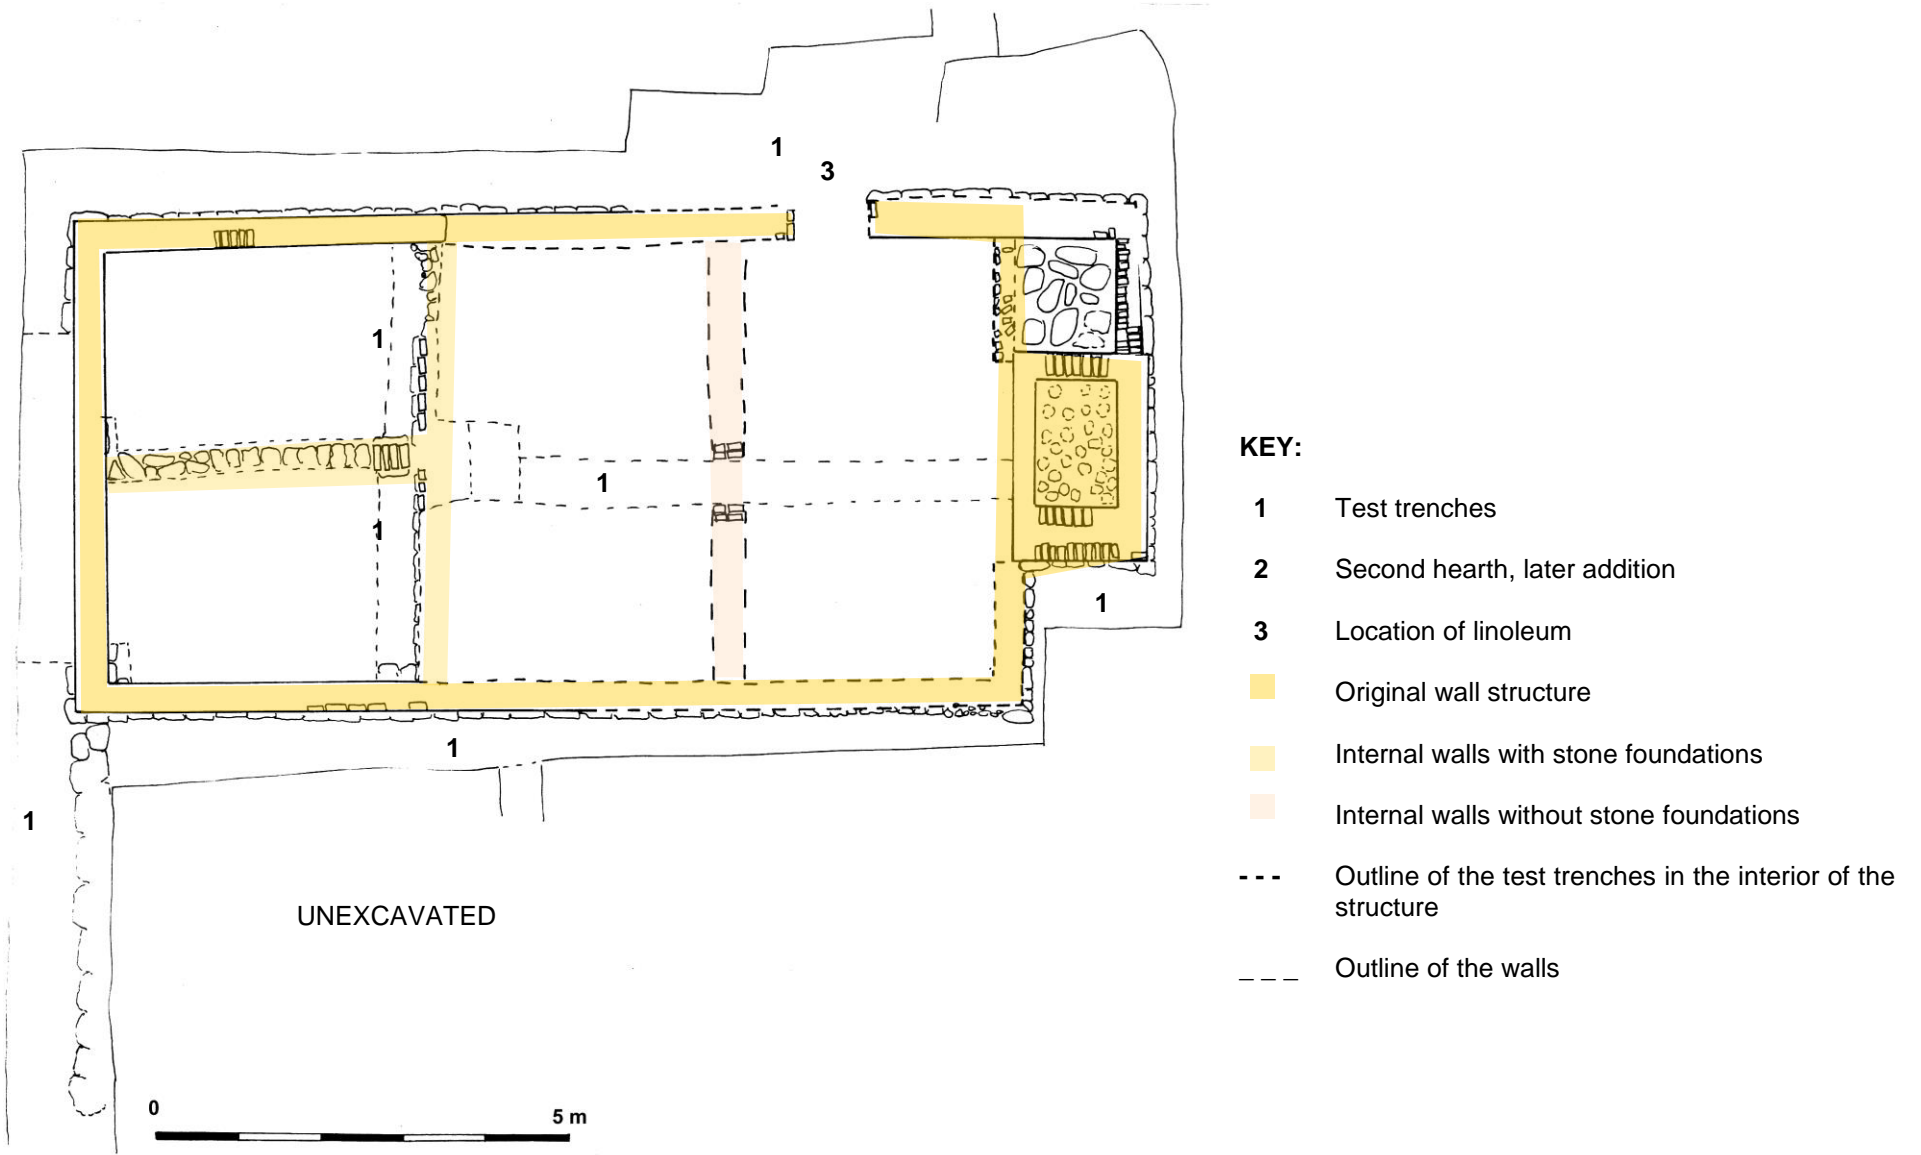 1
3
1
1
1
1
1
1
UNEXCAVATED
0
5 m
KEY:
1 Test trenches
2 Second hearth, later addition
3 Location of linoleum
Original wall structure
Internal walls with stone foundations
Internal walls without stone foundations
Outline of the test trenches in the interior of the
structure
Outline of the walls